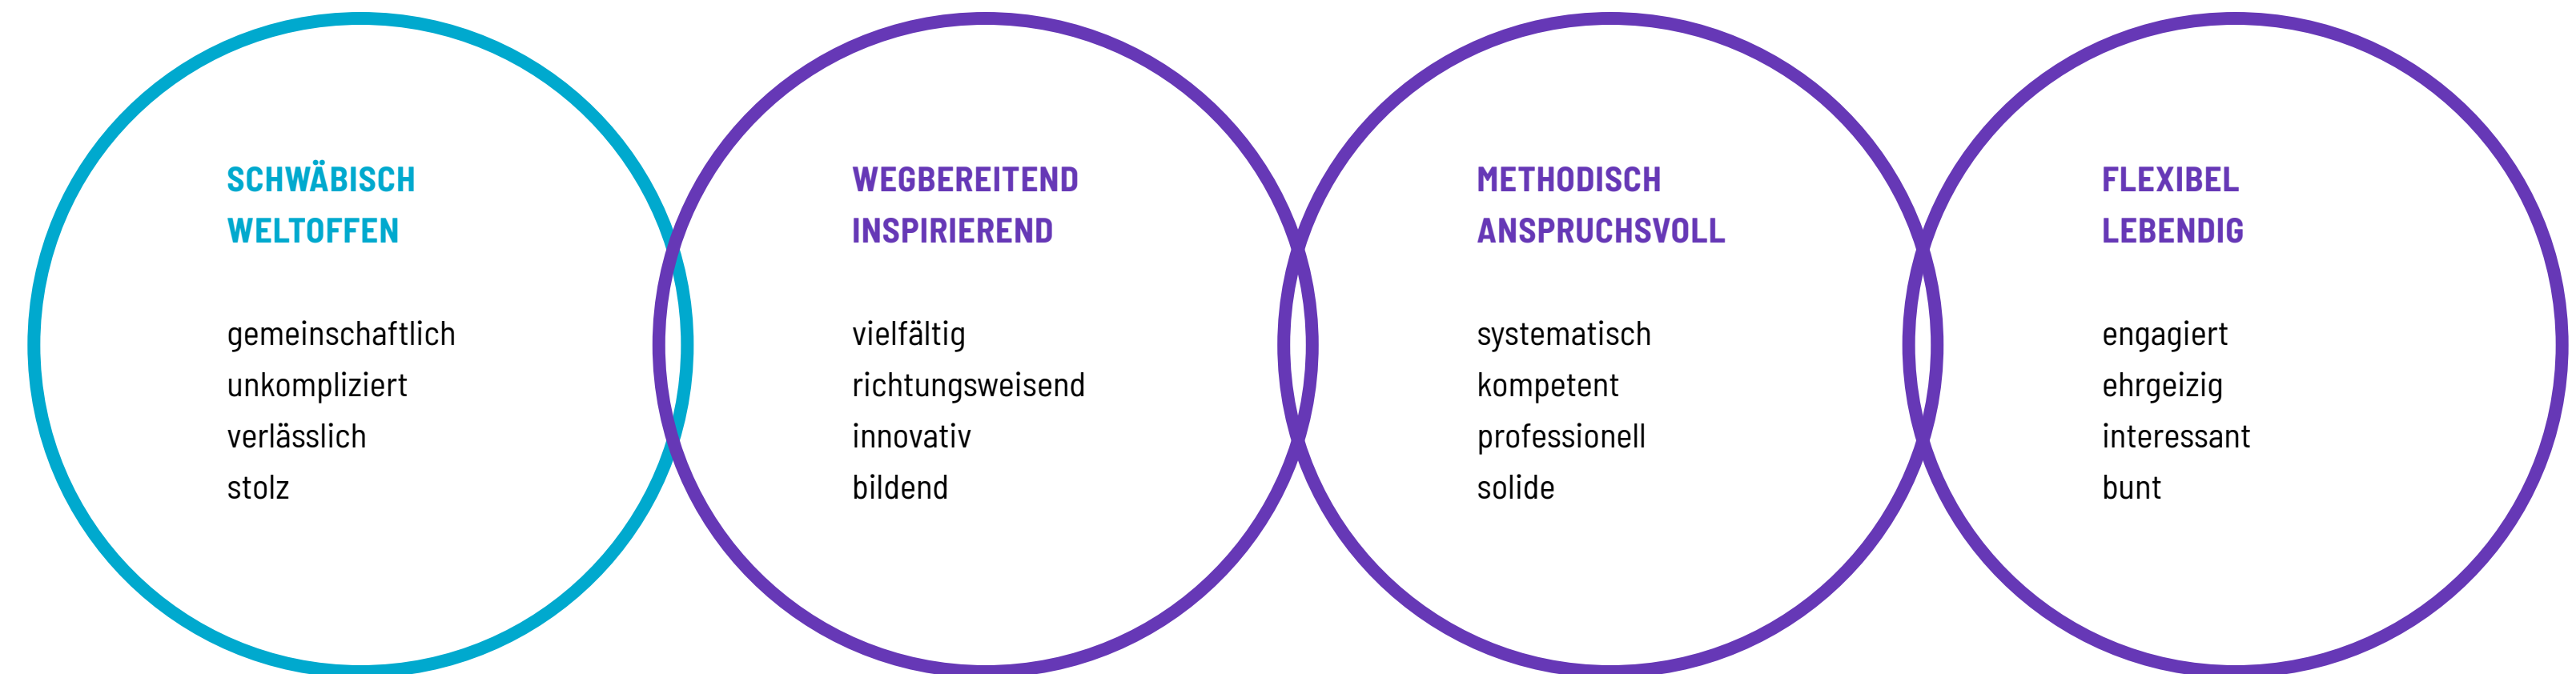 SCHWÄBISCH
WELTOFFEN
gemeinschaftlich
unkompliziert
verlässlich
stolz
WEGBEREITEND
INSPIRIEREND
vielfältig
richtungsweisend
innovativ
bildend
METHODISCH
ANSPRUCHSVOLL
systematisch
kompetent
professionell
solide
FLEXIBEL
LEBENDIG
engagiert
ehrgeizig
interessant
bunt